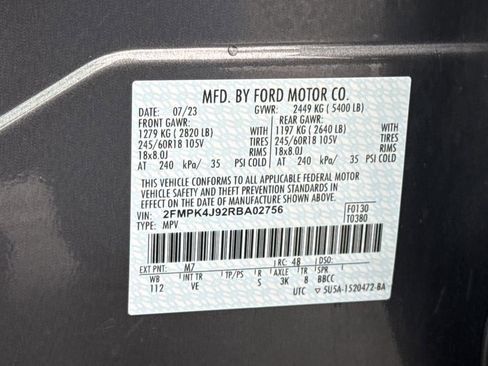 MFD. BY FORD MOTOR CO.
DATE: 07/23 GVWR: 2449 KG ( 5400 LB)
FRONT GAWR: REAR GAWR:
1279 KG ( 2820 LB) 1197 KG ( 2640 LB)
245/60R18 105V TIRES 245/60R18 105V
18x8.0J RIMS 18x8.0J
AT 240 kPa/ 35 PSI COLD AT 240 kPa/ 35 PSI COLD
THIS VEHICLE CONFORMS TO ALL APPLICABLE FEDERAL MOTOR
VEHICLE SAFETY AND THEFT PREVENTION STANDARDS IN EFFECT
ON THE DATE OF MANUFACTURE SHOWN ABOVE.
VIN: 2FMPK4J92RBA02756 F0130
TYPE: MPV T0380
EXT PNT: M7 RC: 48 DSO:
WB INT TR TP/PS R AXLE TR SPR
112 VE S 3K 8 BBCC
UTC ▽ 5U5A-1520472-BA